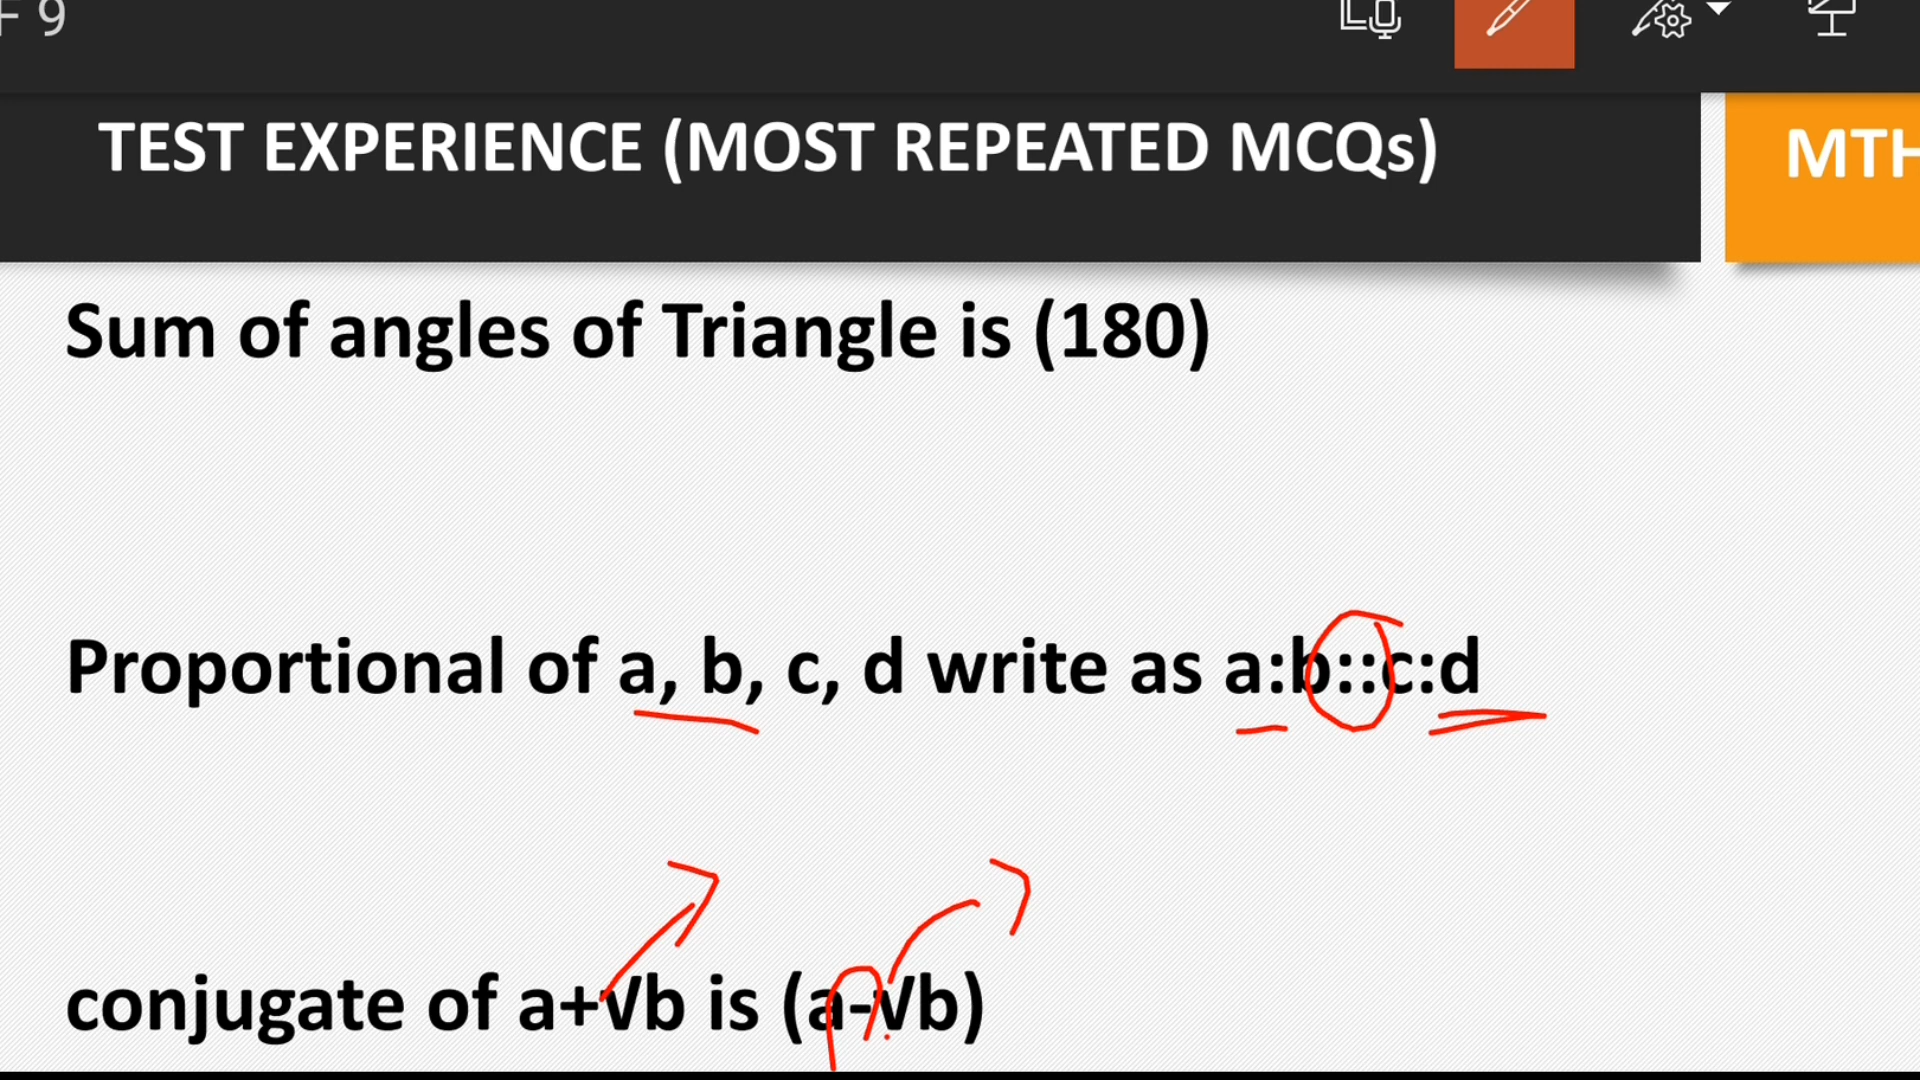 F 9
TEST EXPERIENCE (MOST REPEATED MCQs)
MTH
Sum of angles of Triangle is (180)
Proportional of a, b, c, d write as a:b::c:d
conjugate of a+√b is (a-√b)